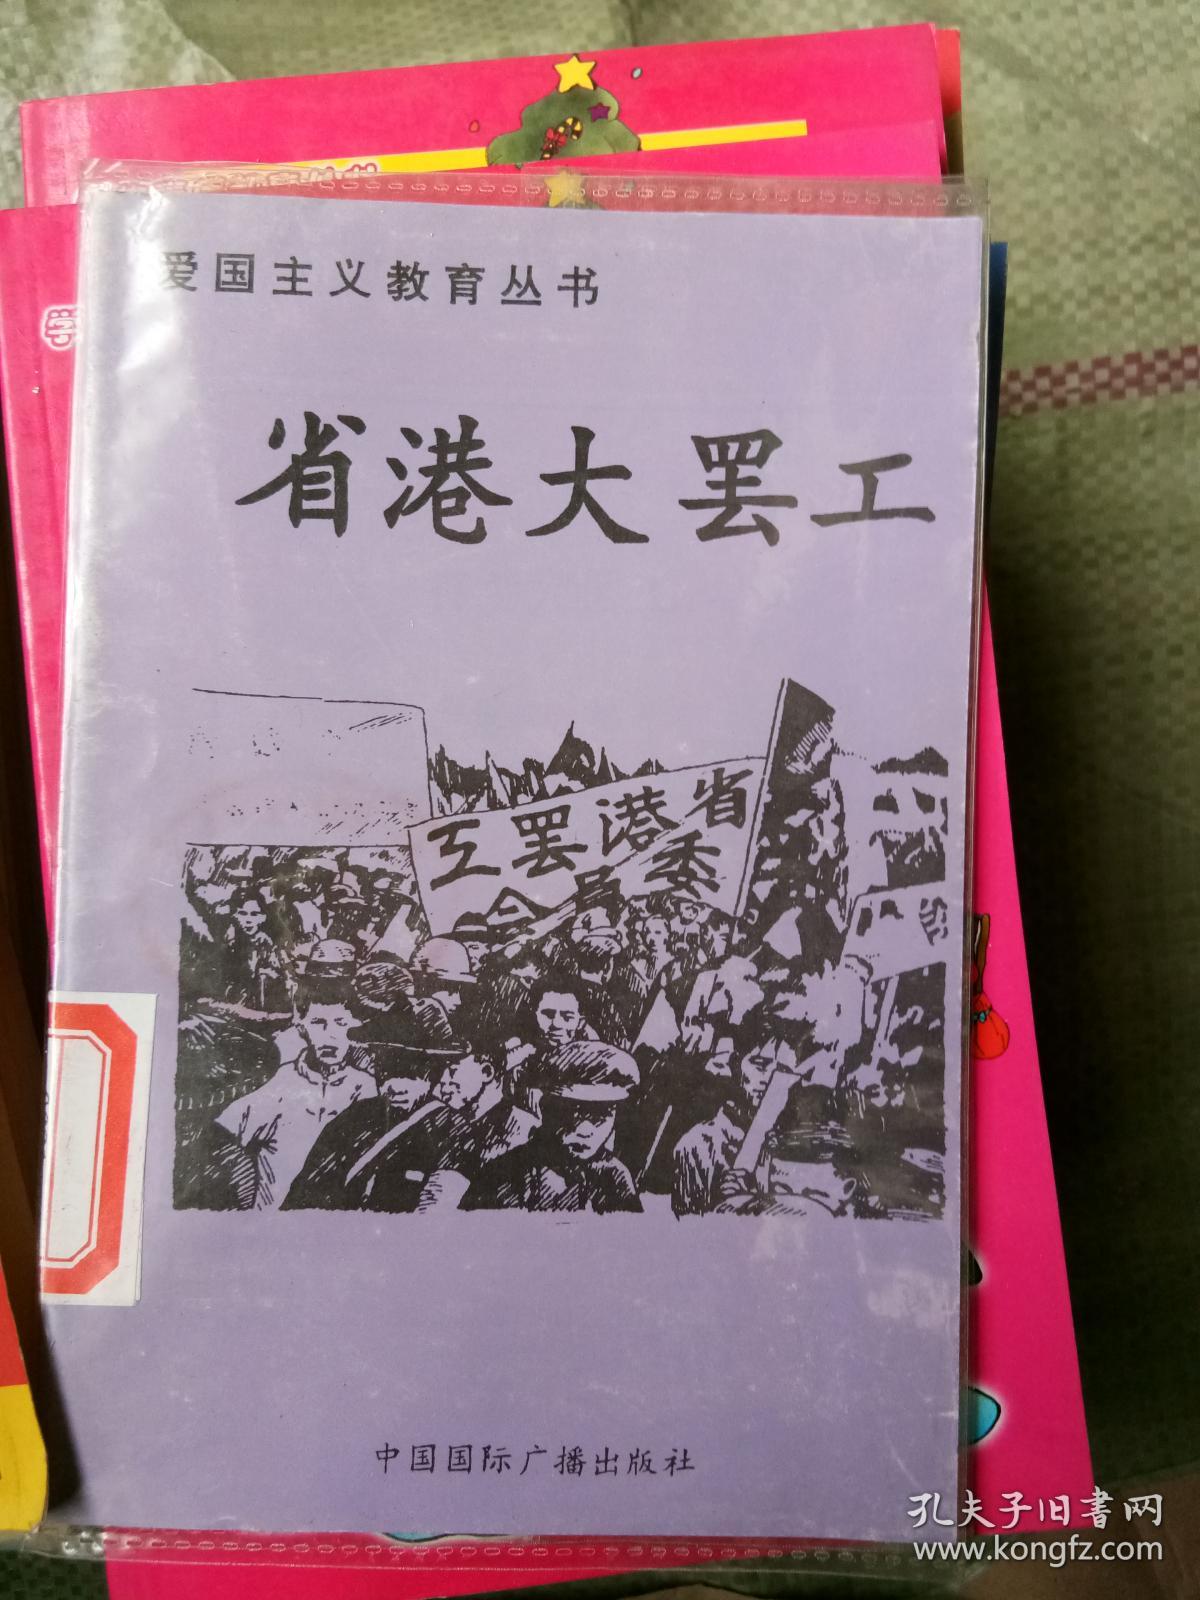 爱国主义教育丛书
省港大罢工
省港罢工
委员会
中国国际广播出版社
孔夫子旧书网
www.kongfz.com